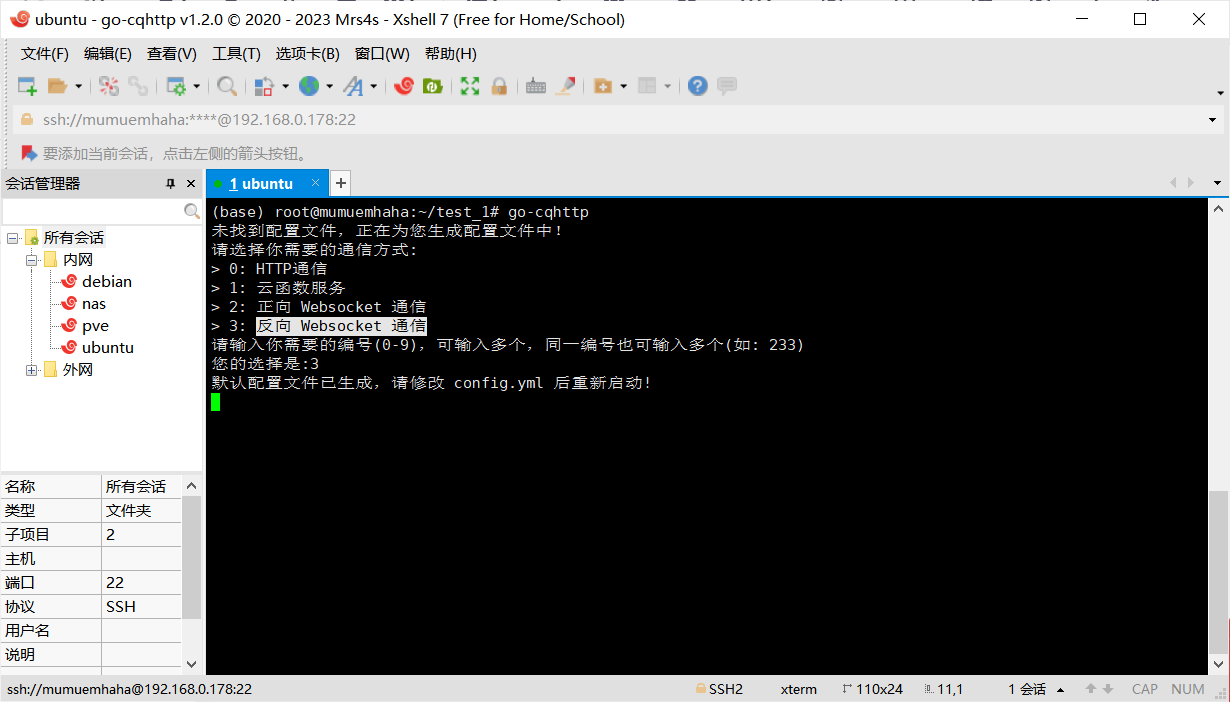 ubuntu - go-cqhttp v1.2.0 © 2020 - 2023 Mrs4s - Xshell 7 (Free for Home/School)
文件(F) 编辑(E) 查看(V) 工具(T) 选项卡(B) 窗口(W) 帮助(H)
ssh://mumuemhaha:****@192.168.0.178:22
要添加当前会话，点击左侧的箭头按钮。
会话管理器
1 ubuntu
所有会话
内网
debian
nas
pve
ubuntu
外网
(base) root@mumuemhaha:~/test_1# go-cqhttp
未找到配置文件，正在为您生成配置文件中！
请选择你需要的通信方式:
> 0: HTTP通信
> 1: 云函数服务
> 2: 正向 Websocket 通信
> 3: 反向 Websocket 通信
请输入你需要的编号(0-9)，可输入多个，同一编号也可输入多个(如: 233)
您的选择是:3
默认配置文件已生成，请修改 config.yml 后重新启动!
名称 所有会话
类型 文件夹
子项目 2
主机
端口 22
协议 SSH
用户名
说明
ssh://mumuemhaha@192.168.0.178:22 SSH2 xterm 110x24 11,1 1 会话 CAP NUM